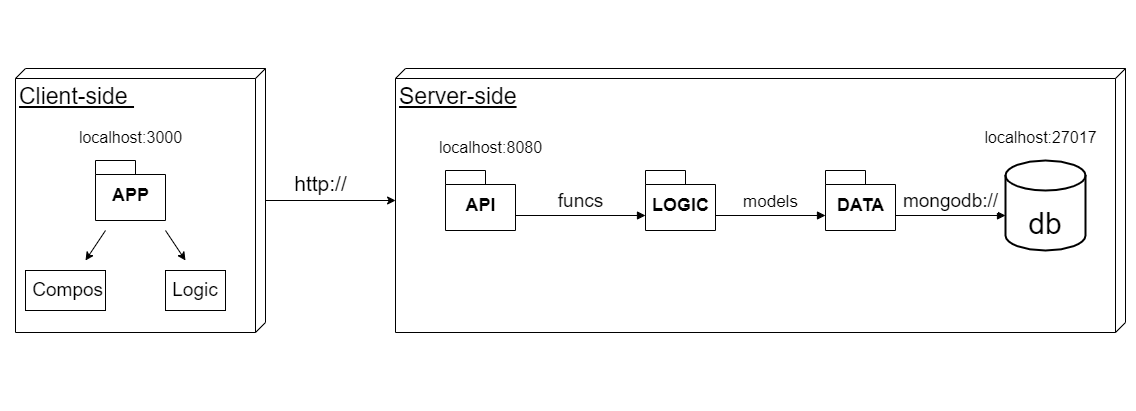 Client-side
localhost:3000
APP
Compos
Logic
http://
Server-side
localhost:8080
API
funcs
LOGIC
models
DATA
mongodb://
localhost:27017
db